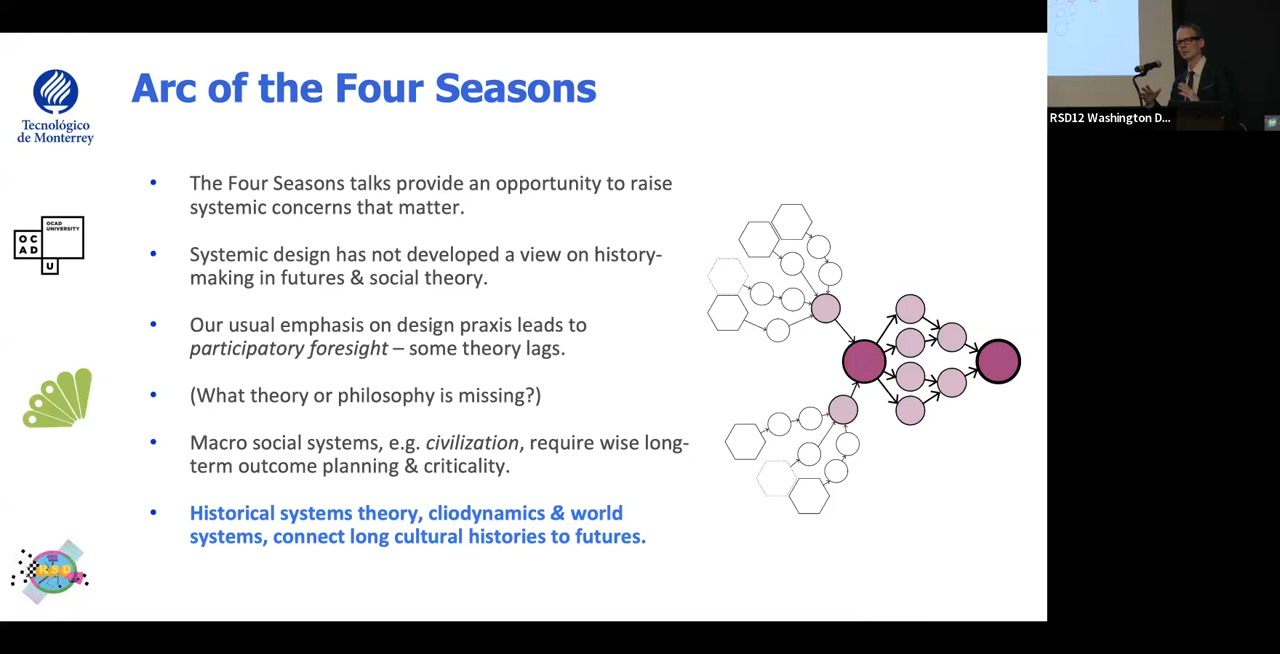 Arc of the Four Seasons
Tecnológico
de Monterrey
OCAD
UNIVERSITY
OC
AD
U
• The Four Seasons talks provide an opportunity to raise
systemic concerns that matter.
• Systemic design has not developed a view on history-
making in futures & social theory.
• Our usual emphasis on design praxis leads to
participatory foresight – some theory lags.
• (What theory or philosophy is missing?)
• Macro social systems, e.g. civilization, require wise long-
term outcome planning & criticality.
• Historical systems theory, cliodynamics & world
systems, connect long cultural histories to futures.
RSD
RSD12 Washington D...